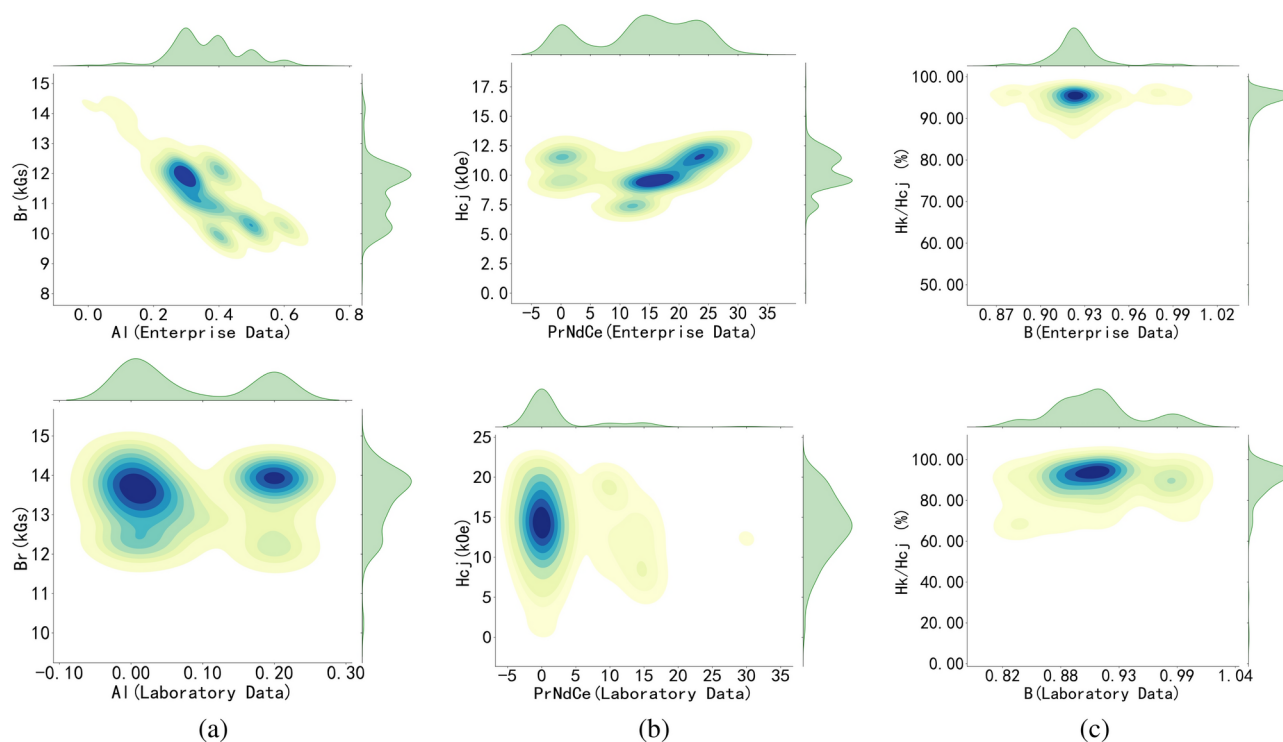 15
14
13
12
11
10
9
8
Br(kGs)
0.0 0.2 0.4 0.6 0.8
Al(Enterprise Data)
17.5
15.0
12.5
10.0
7.5
5.0
2.5
0.0
Hcj(kOe)
-5 0 5 10 15 20 25 30 35
PrNdCe(Enterprise Data)
100.00
90.00
80.00
70.00
60.00
50.00
Hk/Hcj (%)
0.87 0.90 0.93 0.96 0.99 1.02
B(Enterprise Data)
15
14
13
12
11
10
Br(kGs)
-0.10 0.00 0.10 0.20 0.30
Al(Laboratory Data)
25
20
15
10
5
0
Hcj(kOe)
-5 0 5 10 15 20 25 30 35
PrNdCe(Laboratory Data)
100.00
80.00
60.00
40.00
20.00
0.00
Hk/Hcj (%)
0.82 0.88 0.93 0.99 1.04
B(Laboratory Data)
(a)
(b)
(c)